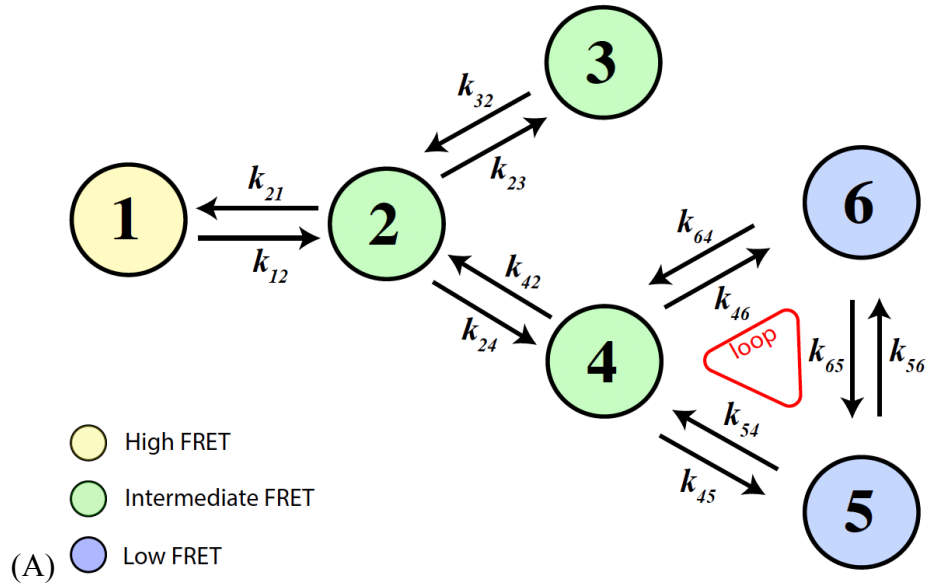 3
k32
k23
1
k21
k12
2
6
k64
k46
k42
k24
4
loop
k65
k56
k54
k45
5
High FRET
Intermediate FRET
Low FRET
(A)